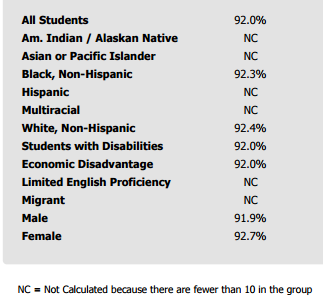 All Students 92.0%
Am. Indian / Alaskan Native NC
Asian or Pacific Islander NC
Black, Non-Hispanic 92.3%
Hispanic NC
Multiracial NC
White, Non-Hispanic 92.4%
Students with Disabilities 92.0%
Economic Disadvantage 92.0%
Limited English Proficiency NC
Migrant NC
Male 91.9%
Female 92.7%
NC = Not Calculated because there are fewer than 10 in the group